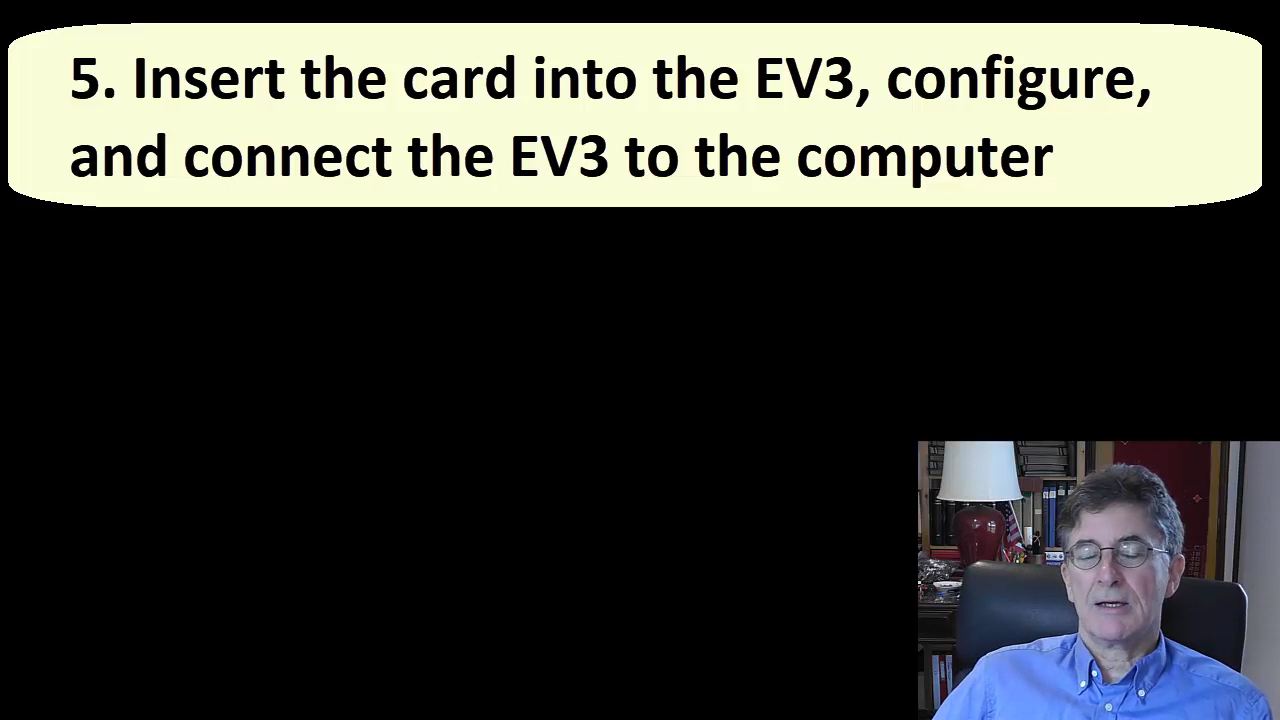 5. Insert the card into the EV3, configure,
and connect the EV3 to the computer